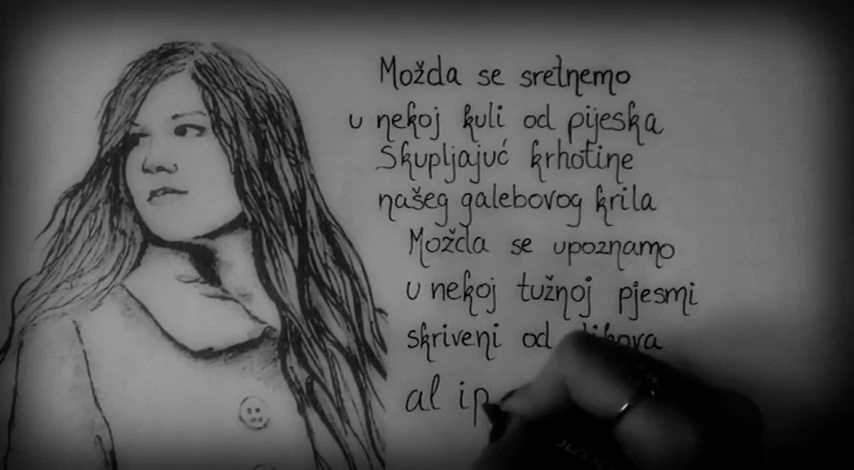 Možda se sretnemo
u nekoj kuli od pijeska
Skupljajuć krhotine
našeg galebovog krila
Možda se upoznamo
u nekoj tužnoj pjesmi
skriveni od
al ip